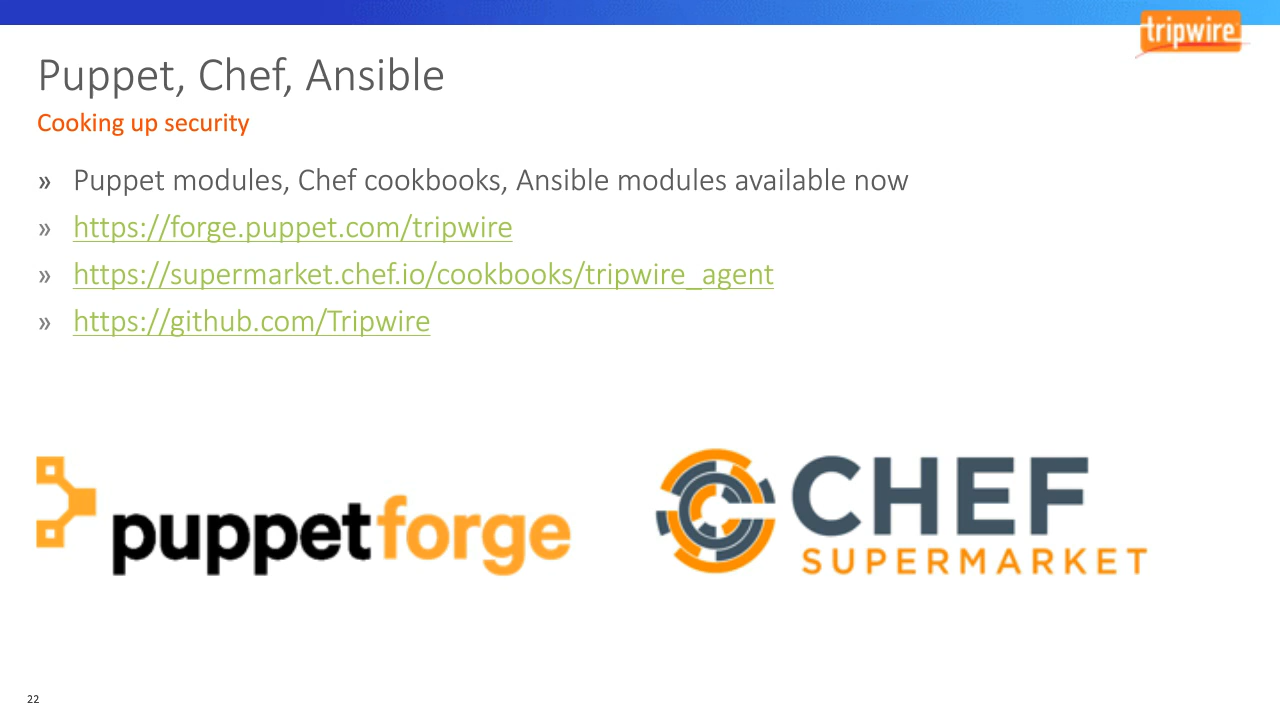 tripwire
Puppet, Chef, Ansible
Cooking up security
» Puppet modules, Chef cookbooks, Ansible modules available now
» https://forge.puppet.com/tripwire
» https://supermarket.chef.io/cookbooks/tripwire_agent
» https://github.com/Tripwire
puppetforge
CHEF
SUPERMARKET
22